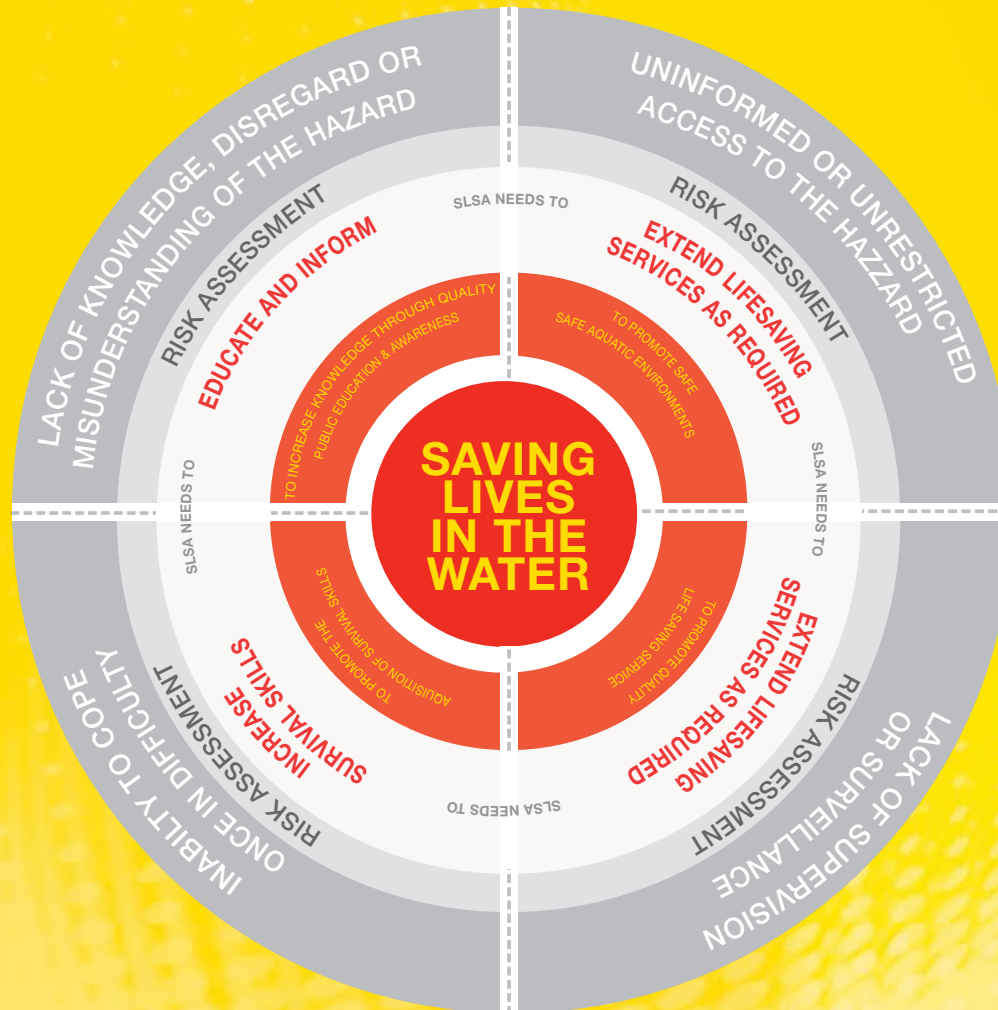 LACK OF KNOWLEDGE, DISREGARD OR
MISUNDERSTANDING OF THE HAZARD
RISK ASSESSMENT
EDUCATE AND INFORM
TO INCREASE KNOWLEDGE THROUGH QUALITY
PUBLIC EDUCATION & AWARENESS
SLSA NEEDS TO
UNINFORMED OR UNRESTRICTED
ACCESS TO THE HAZZARD
RISK ASSESSMENT
EXTEND LIFESAVING
SERVICES AS REQUIRED
TO PROMOTE SAFE
SAFE AQUATIC ENVIRONMENTS
SLSA NEEDS TO
SAVING
LIVES
IN THE
WATER
LACK OF SUPERVISION
OR SURVEILLANCE
RISK ASSESSMENT
EXTEND LIFESAVING
SERVICES AS REQUIRED
TO PROMOTE QUALITY
LIFE SAVING SERVICE
SLSA NEEDS TO
INABILTY TO COPE
ONCE IN DIFFICULTY
RISK ASSESSMENT
INCREASE
SURVIVAL SKILLS
TO PROMOTE THE
AQUISITION OF SURVIVAL SKILLS
SLSA NEEDS TO